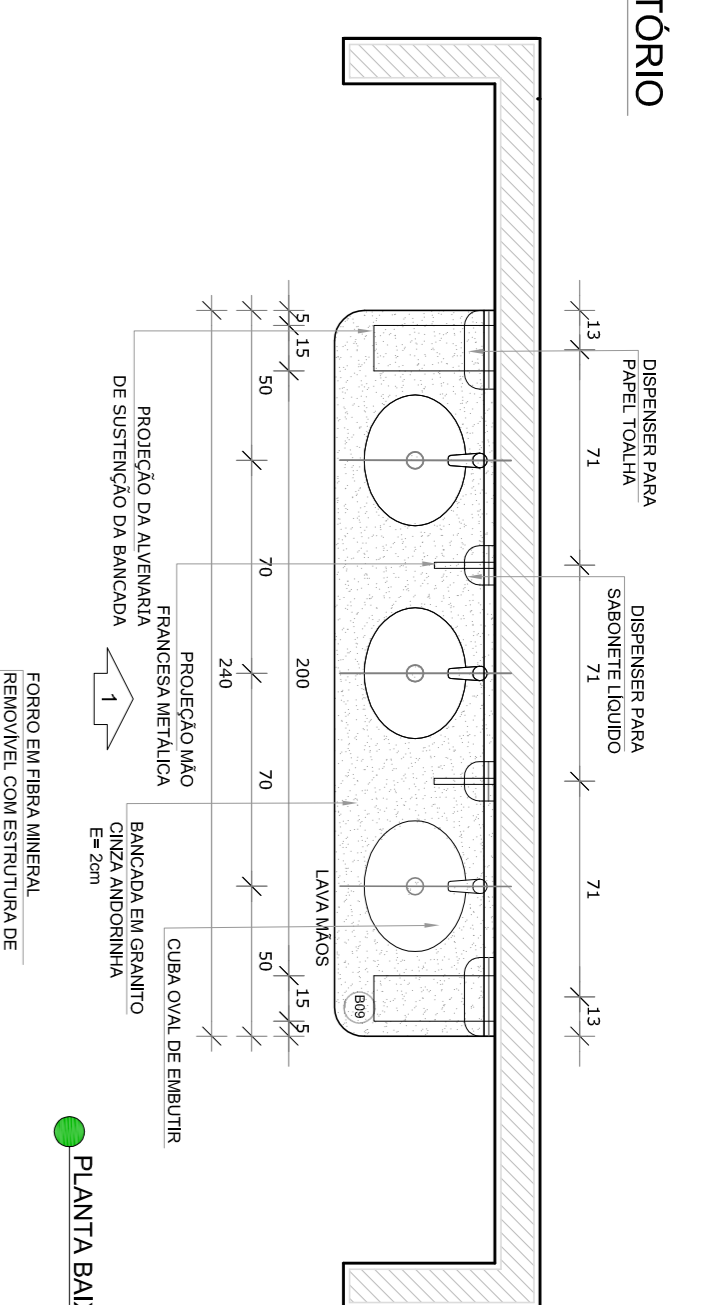 TÓRIO
DISPENSER PARA
PAPEL TOALHA
DISPENSER PARA
SABONETE LÍQUIDO
13
71
71
71
13
LAVA MÃOS
B09
5
15
200
15
5
50
70
70
50
240
PROJEÇÃO DA ALVENARIA
DE SUSTENÇÃO DA BANCADA
PROJEÇÃO MÃO
FRANCESA METÁLICA
BANCADA EM GRANITO
CINZA ANDORINHA
E= 2cm
CUBA OVAL DE EMBUTIR
1
FORRO EM FIBRA MINERAL
REMOVÍVEL COM ESTRUTURA DE
PLANTA BAIX